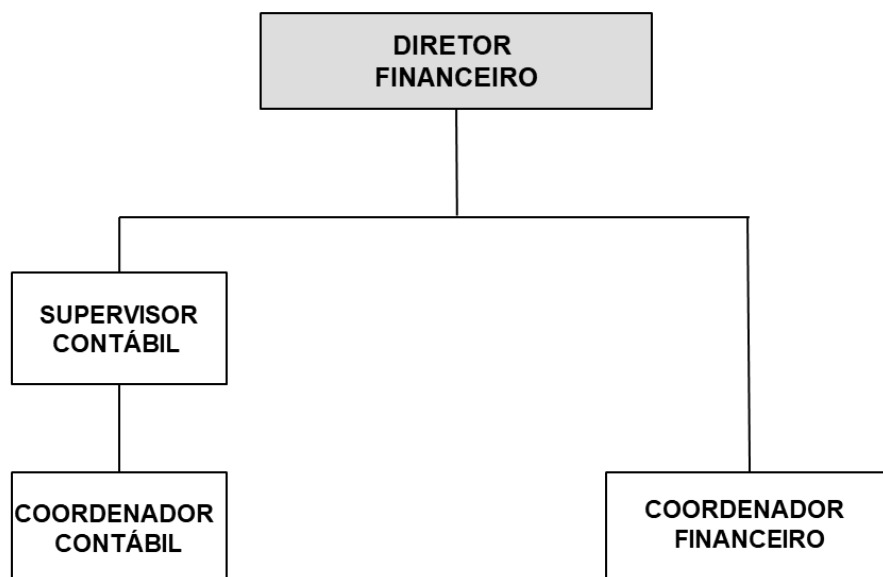 DIRETOR
FINANCEIRO
SUPERVISOR
CONTÁBIL
COORDENADOR
CONTÁBIL
COORDENADOR
FINANCEIRO